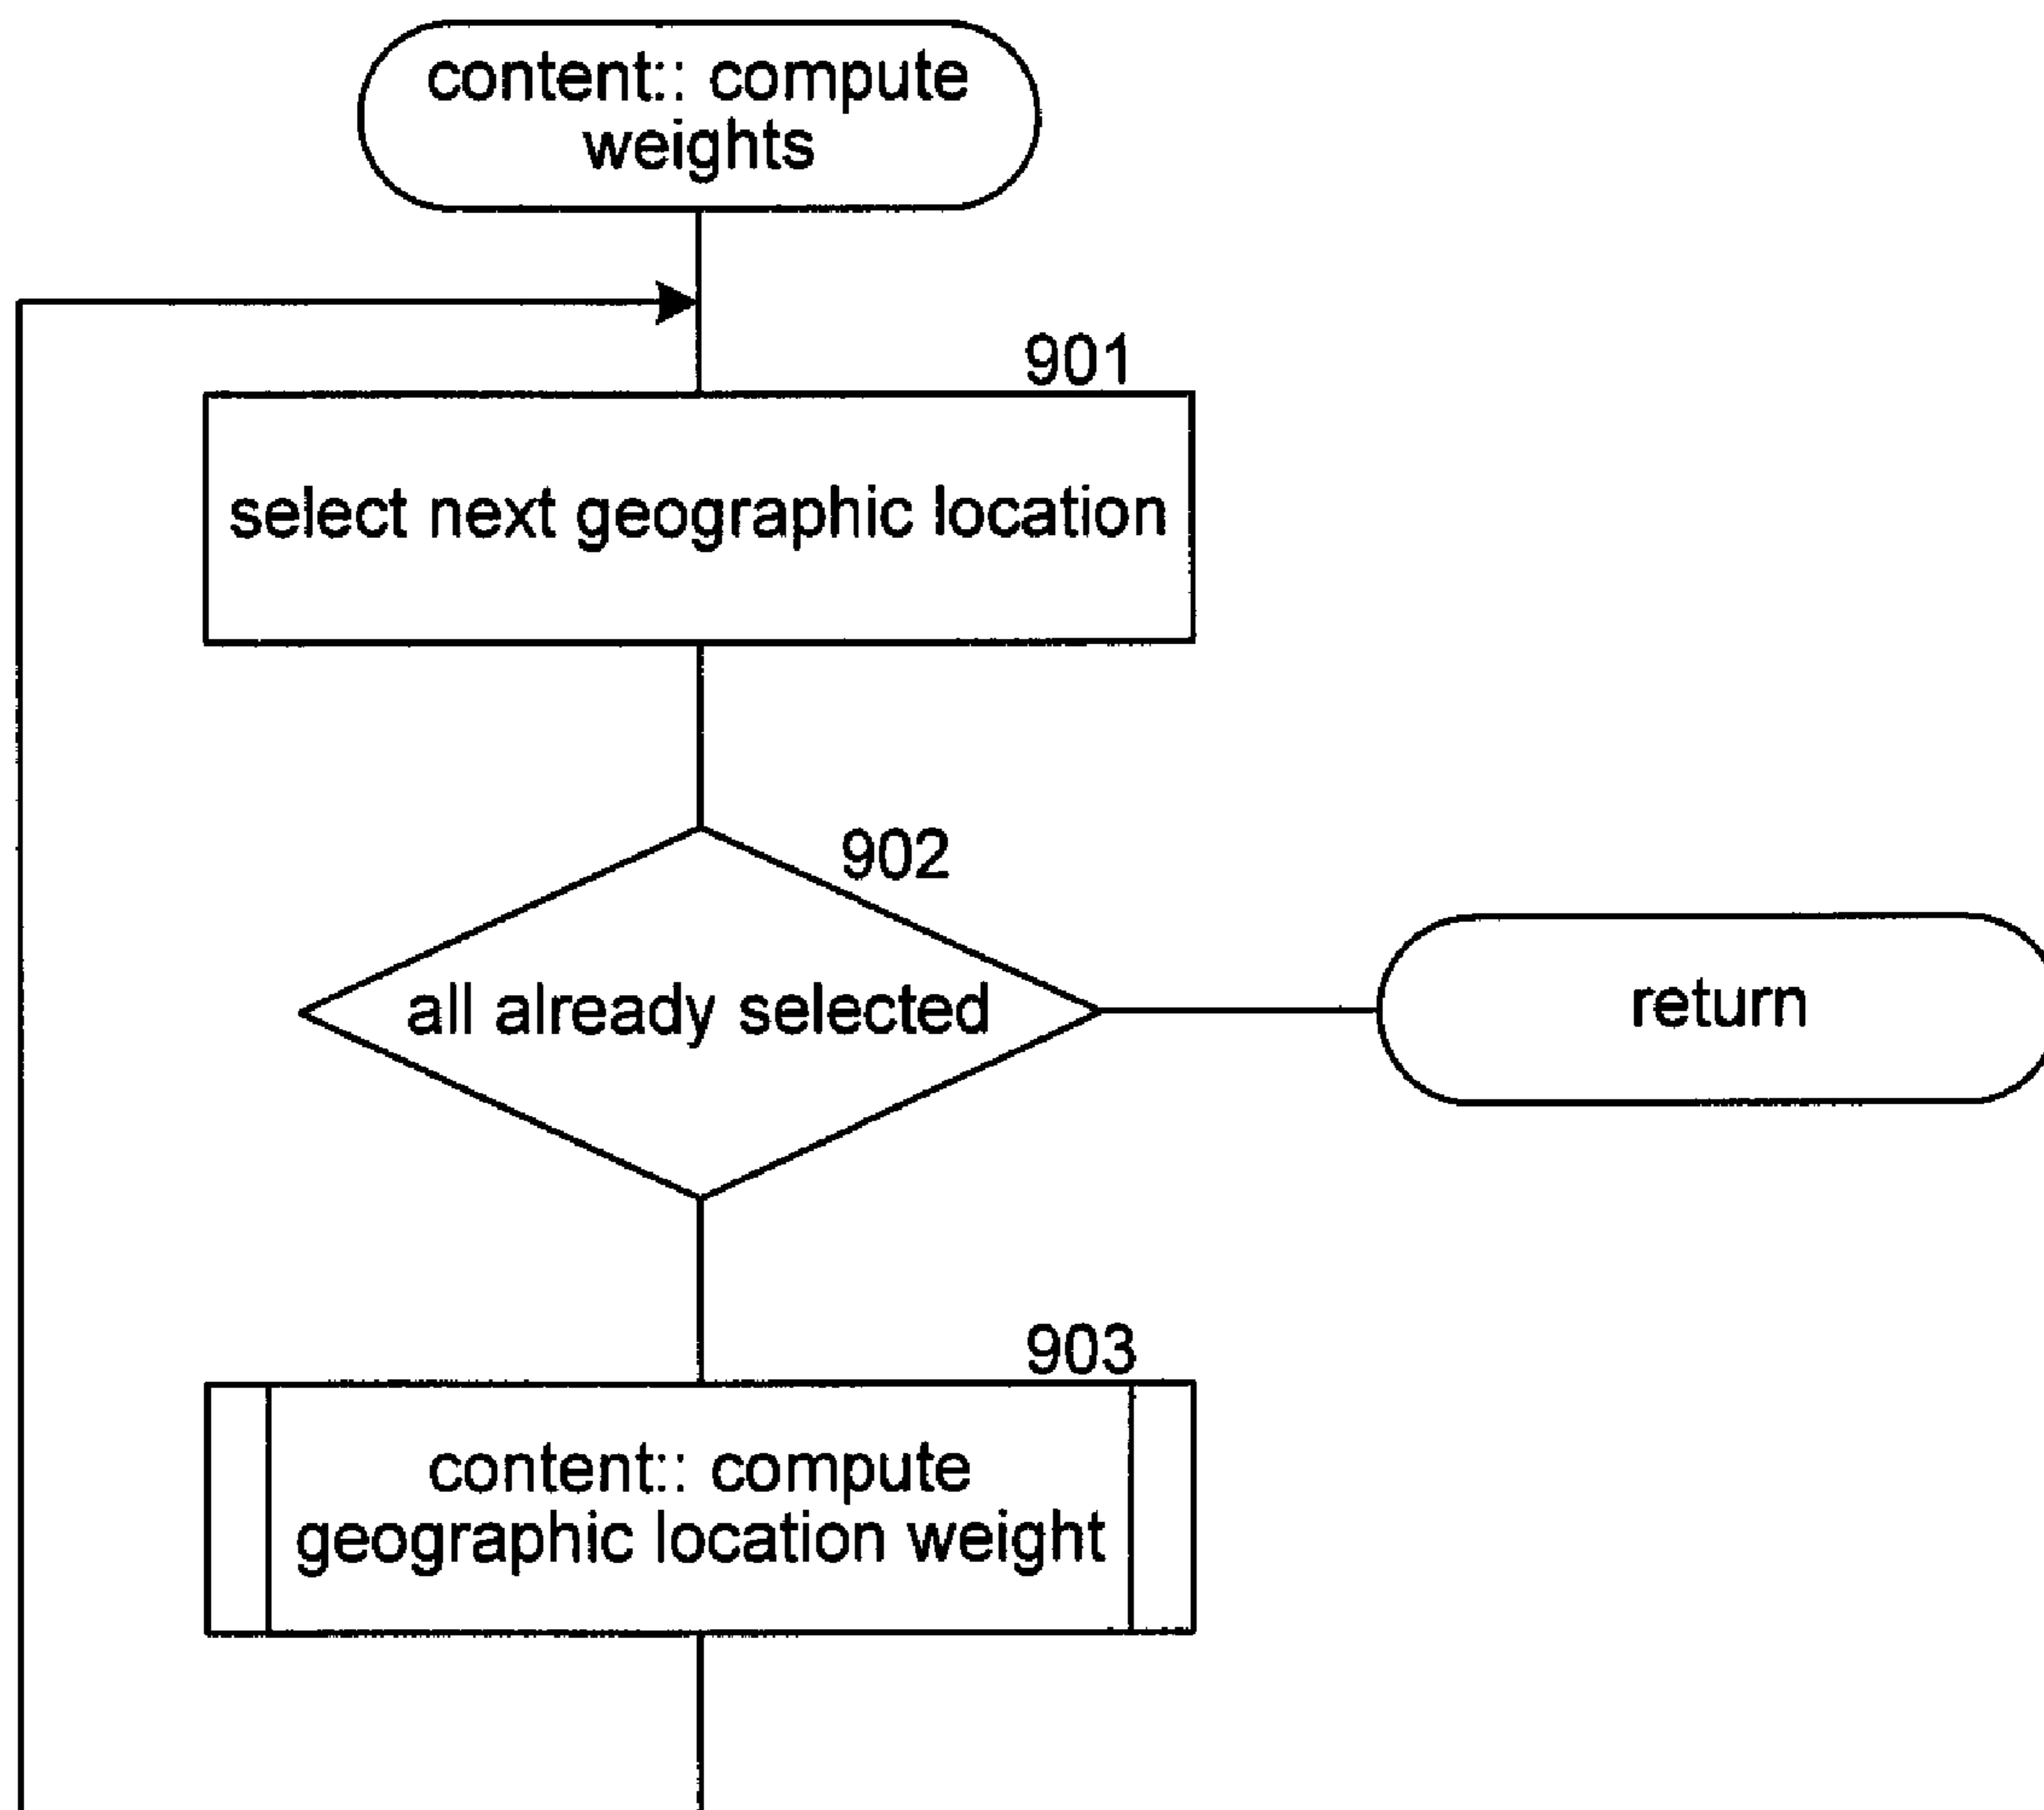 content:: compute
weights
901
select next geographic location
902
all already selected
return
903
content:: compute
geographic location weight